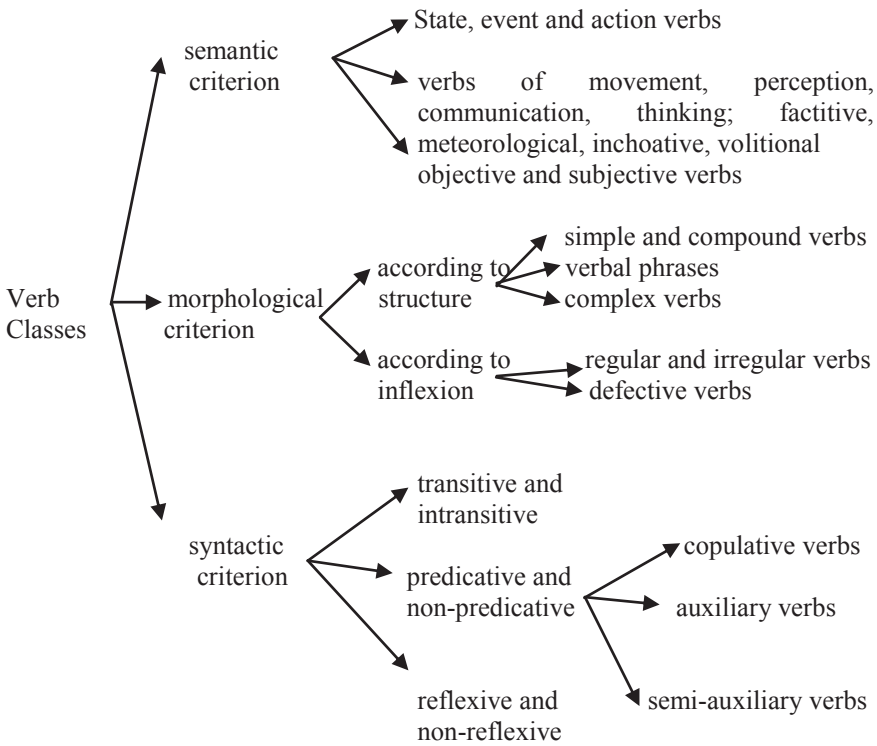 State, event and action verbs
semantic
criterion
verbs of movement, perception,
communication, thinking; factitive,
meteorological, inchoative, volitional
objective and subjective verbs
simple and compound verbs
according to
structure
verbal phrases
complex verbs
Verb
Classes
morphological
criterion
according to
inflexion
regular and irregular verbs
defective verbs
transitive and
intransitive
syntactic
criterion
copulative verbs
predicative and
non-predicative
auxiliary verbs
reflexive and
non-reflexive
semi-auxiliary verbs